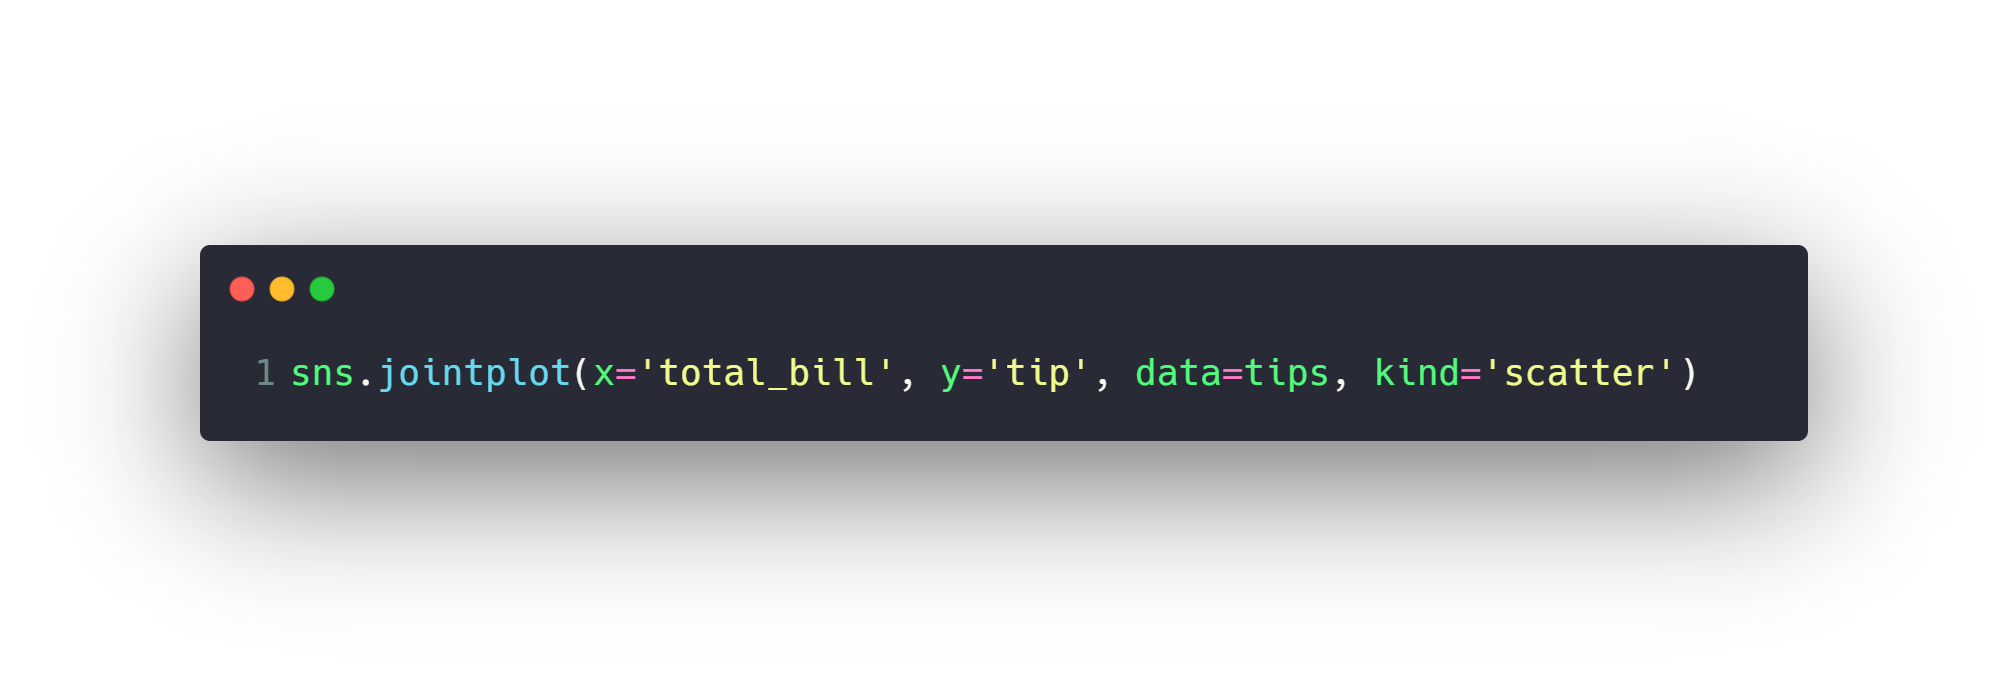 1 sns.jointplot(x='total_bill', y='tip', data=tips, kind='scatter')